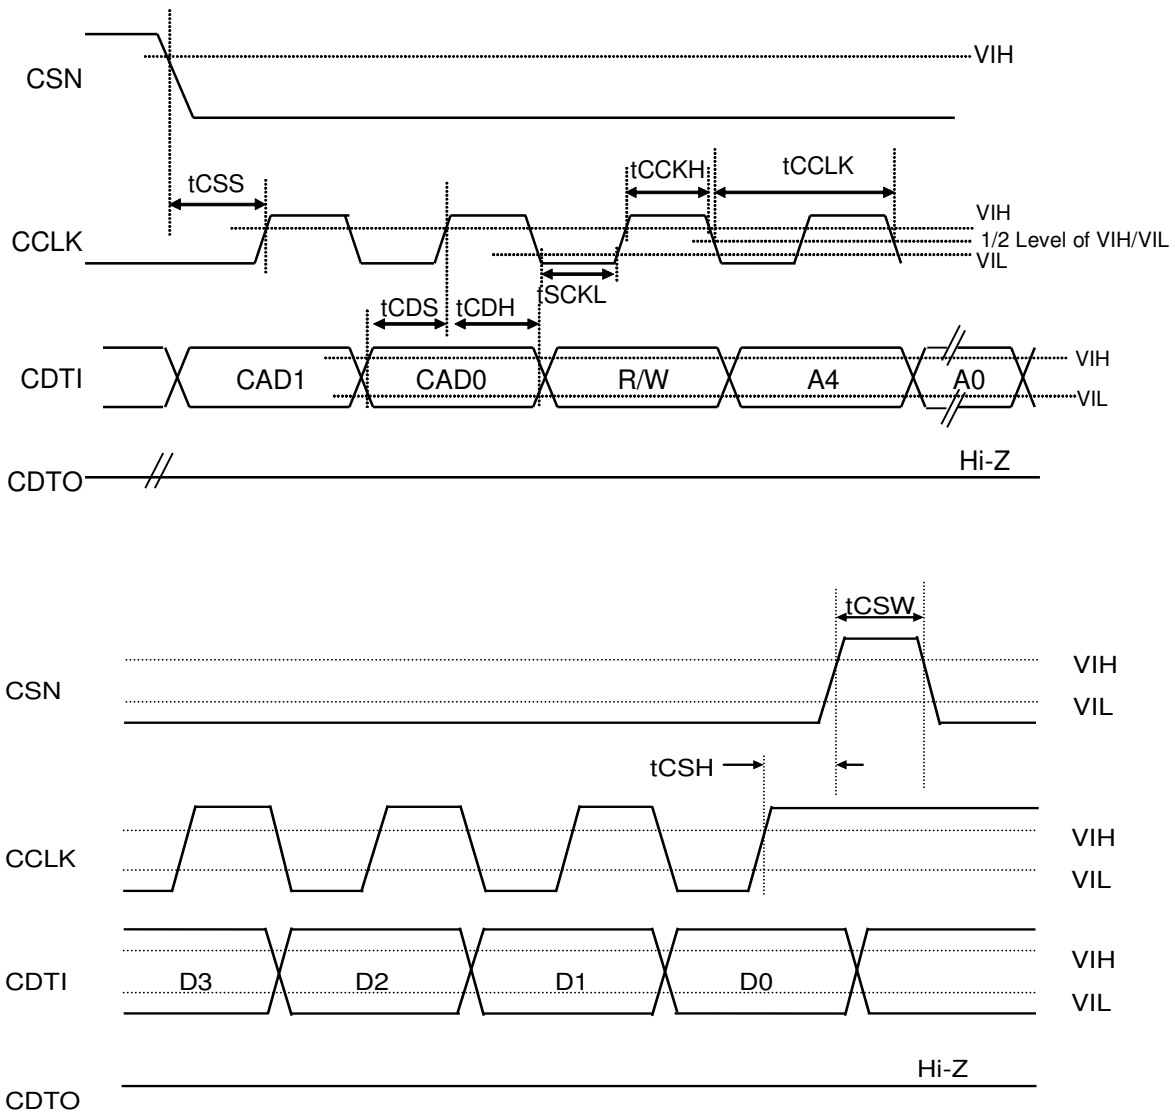 VIH
CSN
tCSS
tCCKH
tCCLK
VIH
CCLK
1/2 Level of VIH/VIL
VIL
tSCKL
tCDS
tCDH
VIH
CDTI
CAD1
CAD0
R/W
A4
A0
VIL
Hi-Z
CDTO
tCSW
VIH
CSN
VIL
tCSH
VIH
CCLK
VIL
VIH
CDTI
D3
D2
D1
D0
VIL
Hi-Z
CDTO